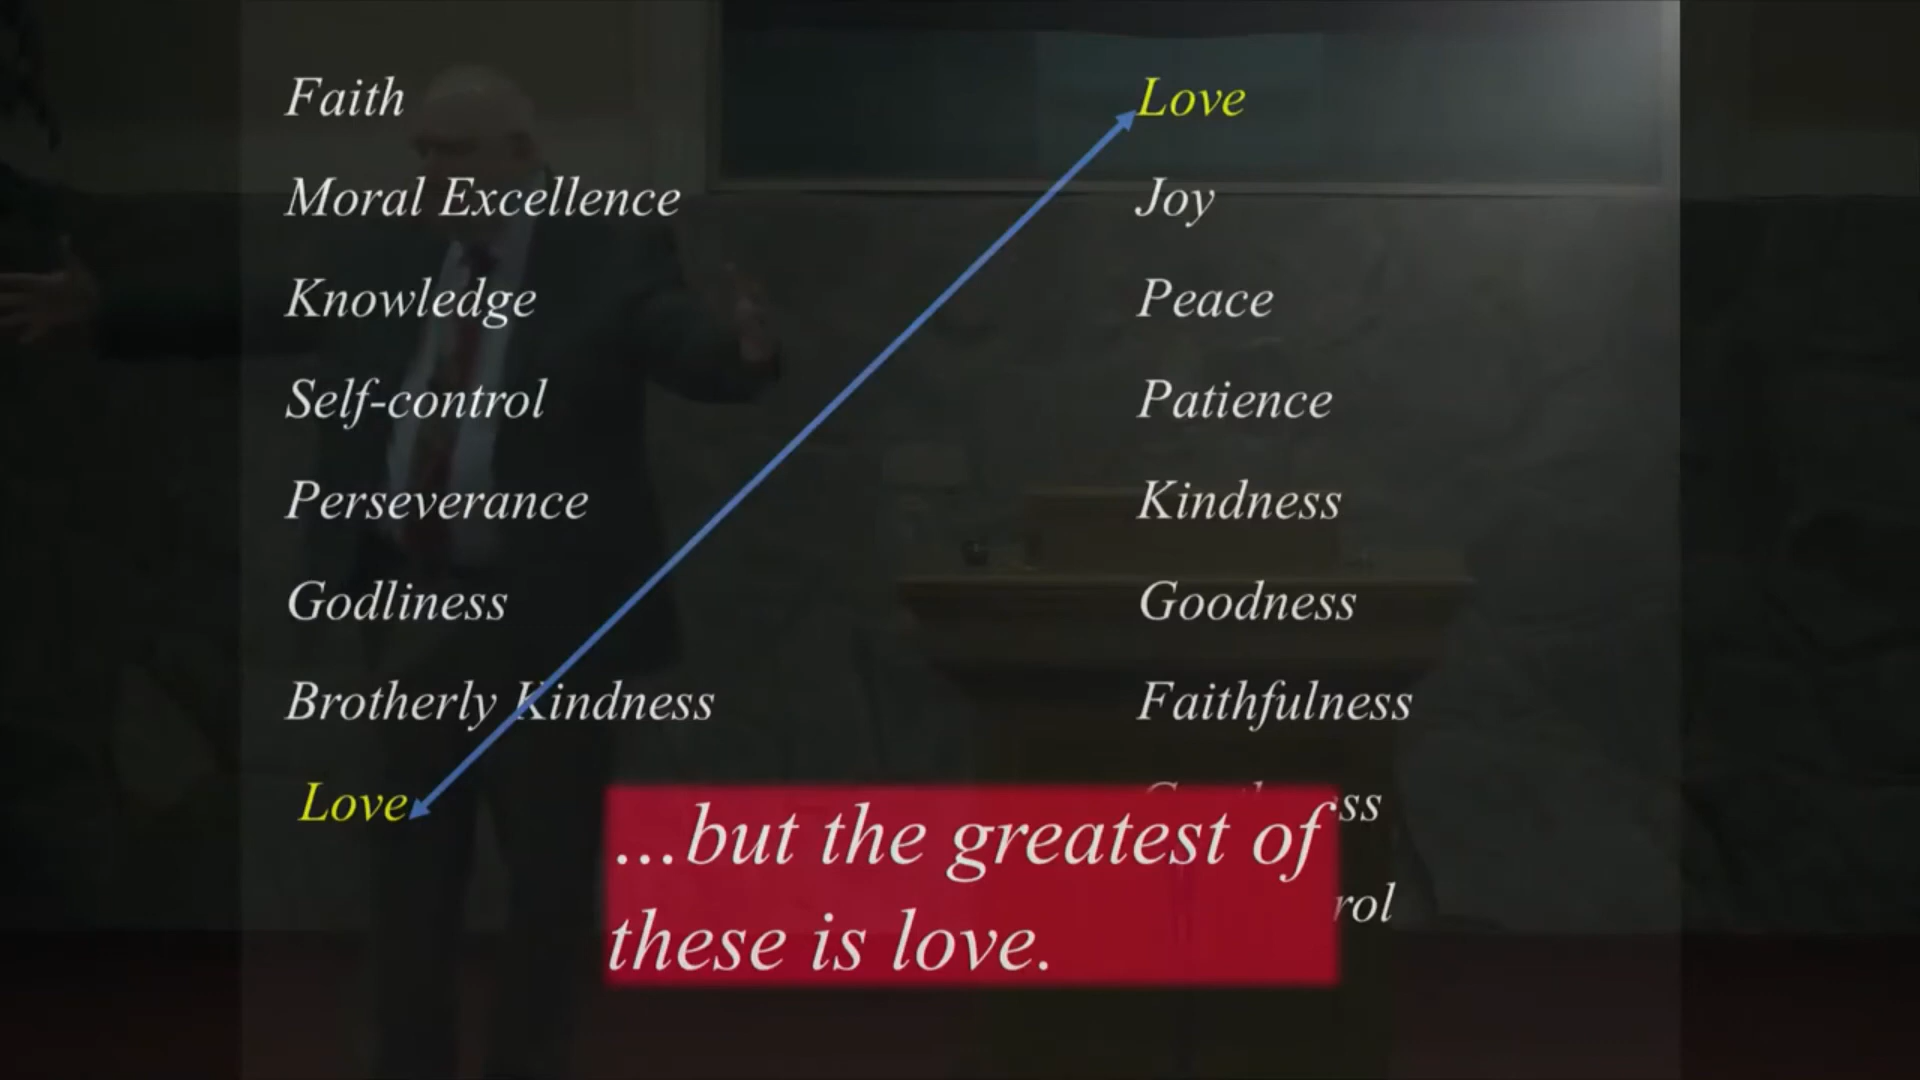 Faith
Moral Excellence
Knowledge
Self-control
Perseverance
Godliness
Brotherly Kindness
Love
Love
Joy
Peace
Patience
Kindness
Goodness
Faithfulness
...but the greatest of
these is love.